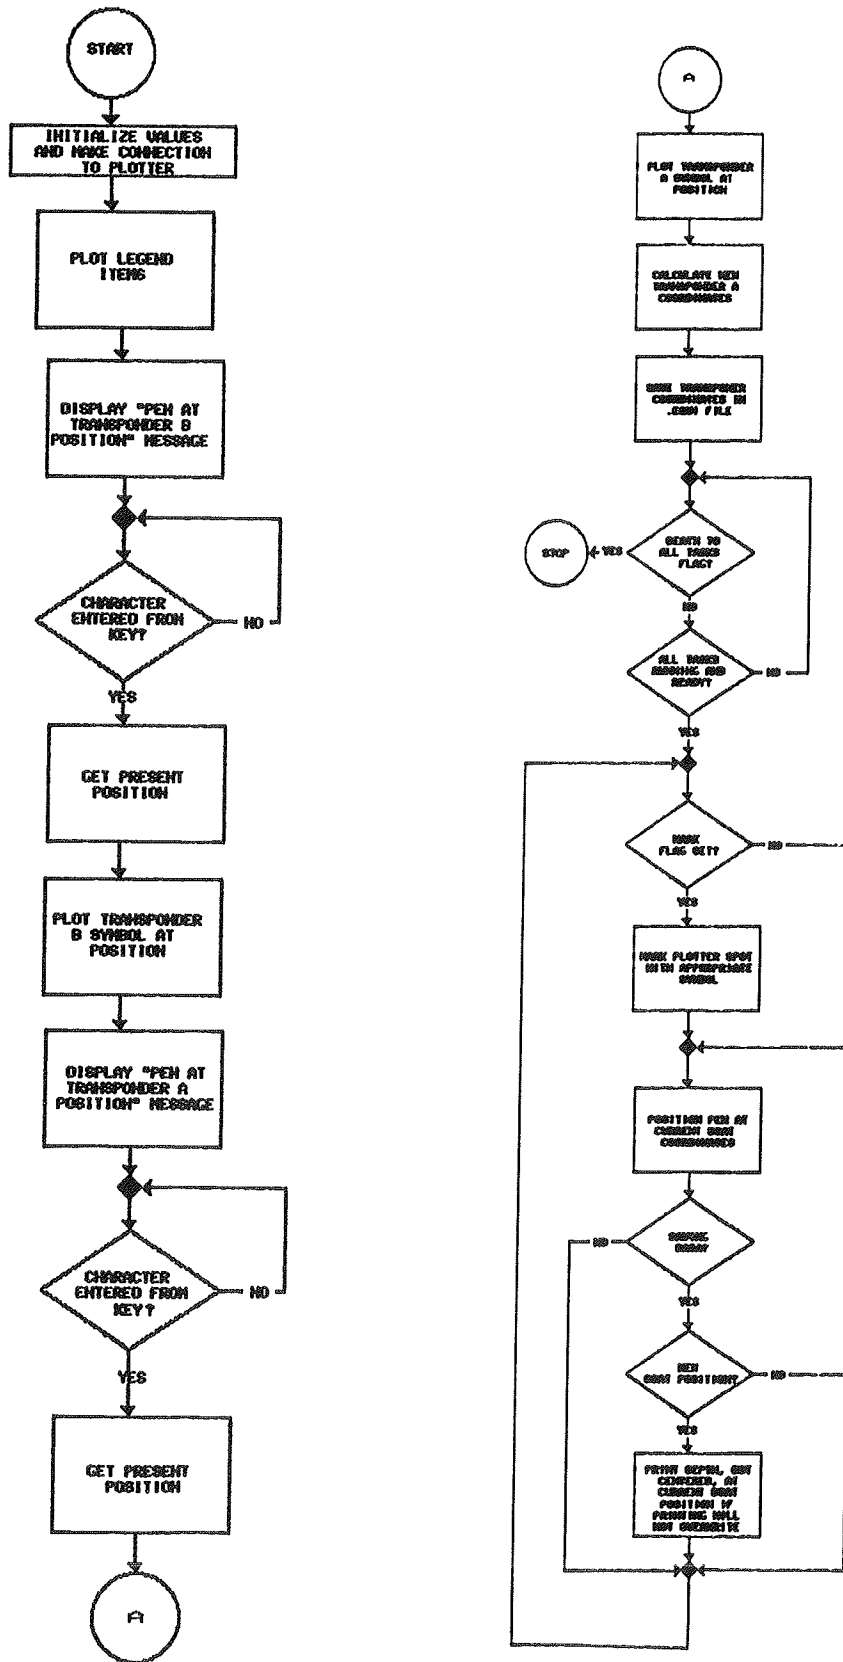 START
INITIALIZE VALUES
AND MAKE CONNECTION
TO PLOTTER
PLOT LEGEND
ITEMS
DISPLAY "PEN AT
TRANSPONDER B
POSITION" MESSAGE
CHARACTER
ENTERED FROM
KEY?
NO
YES
GET PRESENT
POSITION
PLOT TRANSPONDER
B SYMBOL AT
POSITION
DISPLAY "PEN AT
TRANSPONDER A
POSITION" MESSAGE
CHARACTER
ENTERED FROM
KEY?
NO
YES
GET PRESENT
POSITION
A
A
PLOT TRANSPONDER
A SYMBOL AT
POSITION
CALCULATE NEW
TRANSPONDER A
COORDINATES
SAVE TRANSPONDER
COORDINATES IN
FILE
DEATH TO
ALL TASKS
FLAG?
YES
STOP
NO
ALL TASKS
RUNNING AND
READY?
NO
YES
MARK
FLAG SET?
NO
YES
MARK PLOTTER SPOT
WITH APPROPRIATE
SYMBOL
POSITION PEN AT
CURRENT BOAT
COORDINATES
SAVING
DATA?
NO
YES
NEW
BOAT POSITION?
NO
YES
PRINT DEPTH, DOT
CENTERED, AT
CURRENT BOAT
POSITION IF
PRINTING WILL
NOT OVERWRITE